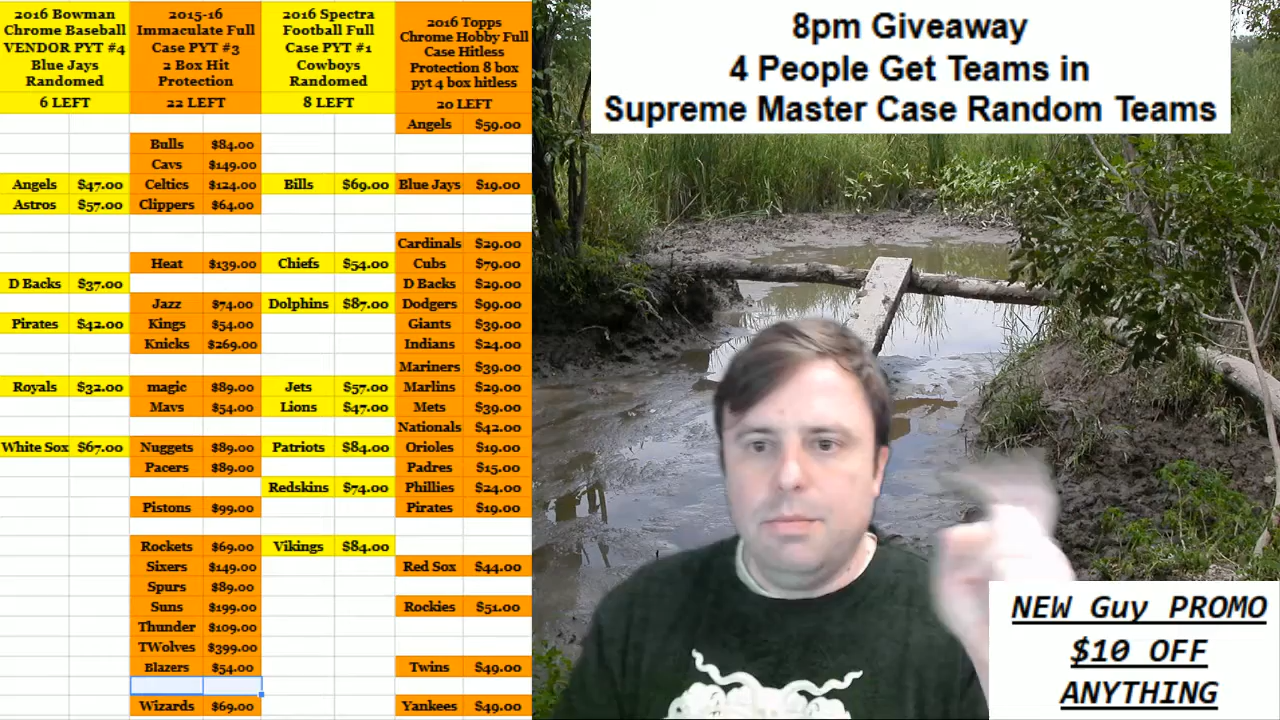 2016 Bowman
Chrome Baseball
VENDOR PYT #4
Blue Jays
Randomed
6 LEFT
Angels $47.00
Astros $57.00
D Backs $37.00
Pirates $42.00
Royals $32.00
White Sox $67.00
2015-16
Immaculate Full
Case PYT #3
2 Box Hit
Protection
22 LEFT
Bulls $84.00
Cavs $149.00
Celtics $124.00
Clippers $64.00
Heat $139.00
Jazz $74.00
Kings $54.00
Knicks $269.00
magic $89.00
Mavs $54.00
Nuggets $89.00
Pacers $89.00
Pistons $99.00
Rockets $69.00
Sixers $149.00
Spurs $89.00
Suns $199.00
Thunder $109.00
TWolves $399.00
Blazers $54.00
Wizards $69.00
2016 Spectra
Football Full
Case PYT #1
Cowboys
Randomed
8 LEFT
Bills $69.00
Chiefs $54.00
Dolphins $87.00
Jets $57.00
Lions $47.00
Patriots $84.00
Redskins $74.00
Vikings $84.00
2016 Topps
Chrome Hobby Full
Case Hitless
Protection 8 box
pyt 4 box hitless
20 LEFT
Angels $59.00
Blue Jays $19.00
Cardinals $29.00
Cubs $79.00
D Backs $29.00
Dodgers $99.00
Giants $39.00
Indians $24.00
Mariners $39.00
Marlins $29.00
Mets $39.00
Nationals $42.00
Orioles $19.00
Padres $15.00
Phillies $24.00
Pirates $19.00
Red Sox $44.00
Rockies $51.00
Twins $49.00
Yankees $49.00
8pm Giveaway
4 People Get Teams in
Supreme Master Case Random Teams
NEW Guy PROMO
$10 OFF
ANYTHING